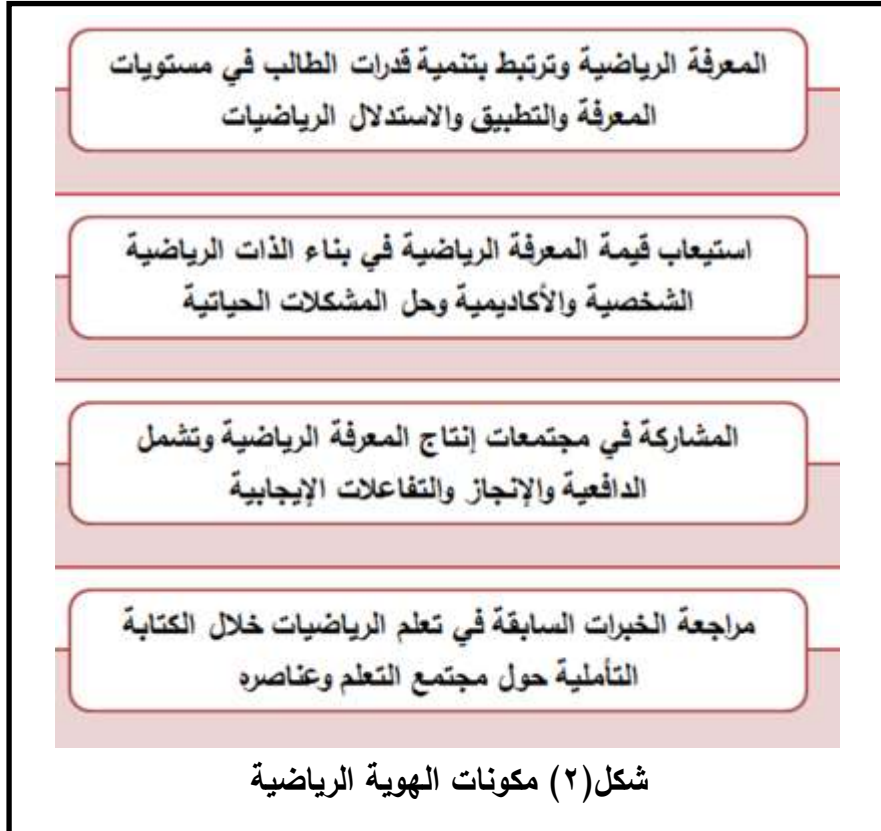 المعرفة الرياضية وترتبط بتنمية قدرات الطالب في مستويات
المعرفة والتطبيق والاستدلال الرياضيات
استيعاب قيمة المعرفة الرياضية في بناء الذات الرياضية
الشخصية والأكاديمية وحل المشكلات الحياتية
المشاركة في مجتمعات إنتاج المعرفة الرياضية وتشمل
الدافعية والإنجاز والتفاعلات الإيجابية
مراجعة الخبرات السابقة في تعلم الرياضيات خلال الكتابة
التأملية حول مجتمع التعلم وعناصره
شكل(٢) مكونات الهوية الرياضية